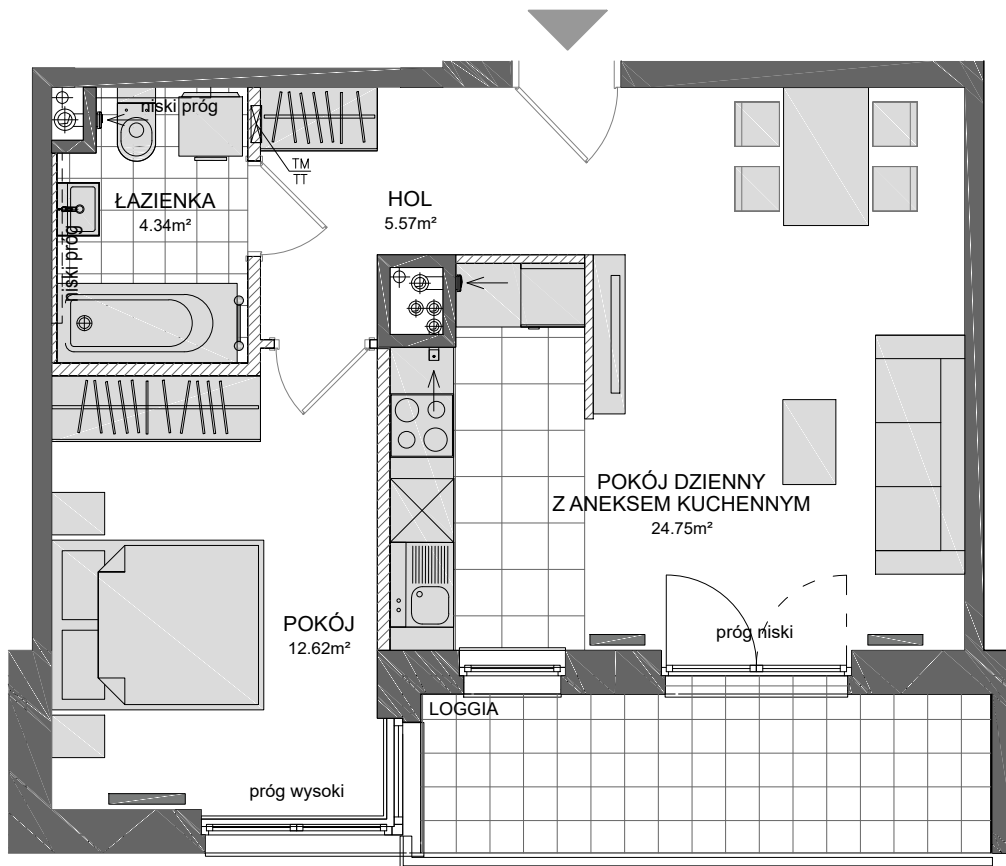 niski próg
TM
TT
ŁAZIENKA
4.34m²
HOL
5.57m²
niski próg
POKÓJ DZIENNY
Z ANEKSEM KUCHENNYM
24.75m²
POKÓJ
12.62m²
próg niski
LOGGIA
próg wysoki